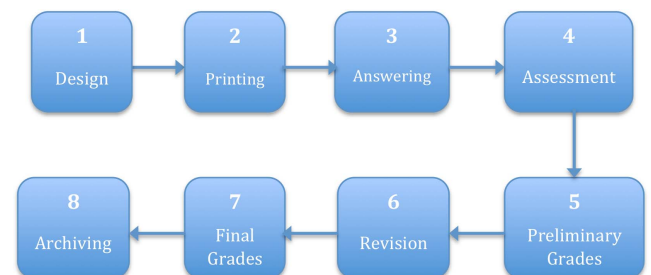 1
Design
2
Printing
3
Answering
4
Assessment
5
Preliminary
Grades
6
Revision
7
Final
Grades
8
Archiving